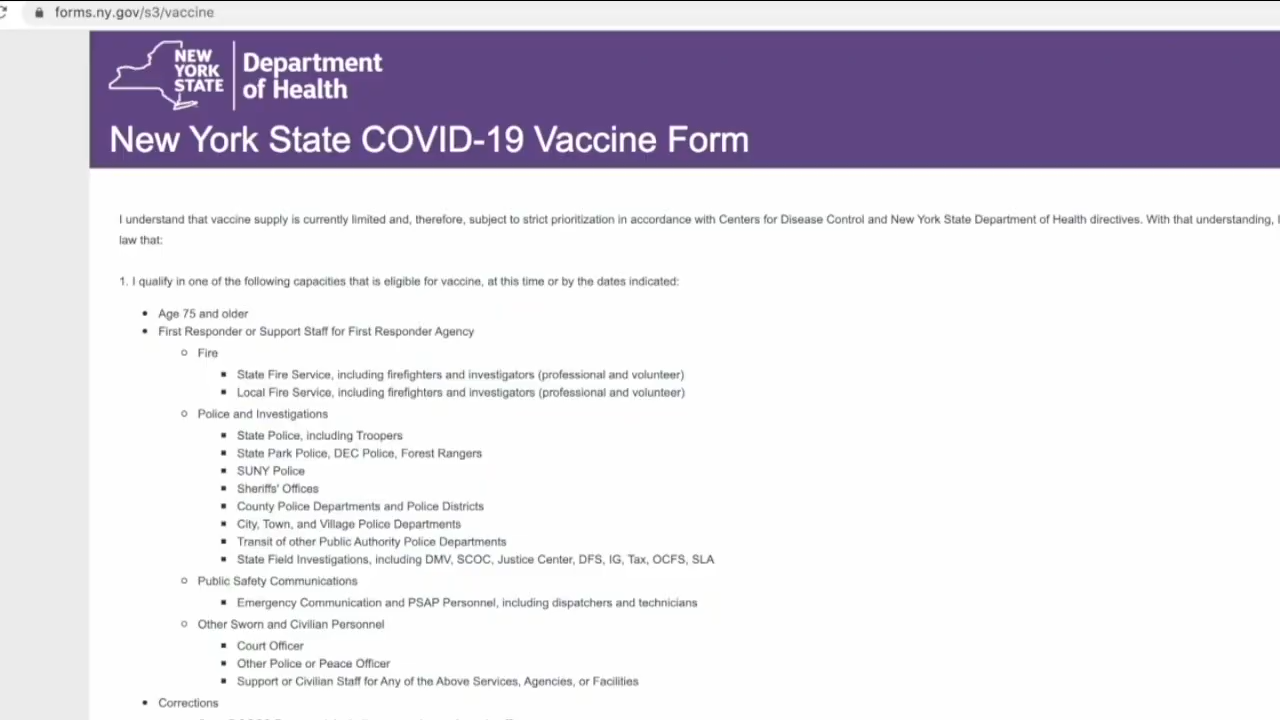 forms.ny.gov/s3/vaccine
NEW
YORK
STATE
Department
of Health
New York State COVID-19 Vaccine Form
I understand that vaccine supply is currently limited and, therefore, subject to strict prioritization in accordance with Centers for Disease Control and New York State Department of Health directives. With that understanding, I
law that:
1. I qualify in one of the following capacities that is eligible for vaccine, at this time or by the dates indicated:
• Age 75 and older
• First Responder or Support Staff for First Responder Agency
○ Fire
▪ State Fire Service, including firefighters and investigators (professional and volunteer)
▪ Local Fire Service, including firefighters and investigators (professional and volunteer)
○ Police and Investigations
▪ State Police, including Troopers
▪ State Park Police, DEC Police, Forest Rangers
▪ SUNY Police
▪ Sheriffs' Offices
▪ County Police Departments and Police Districts
▪ City, Town, and Village Police Departments
▪ Transit of other Public Authority Police Departments
▪ State Field Investigations, including DMV, SCOC, Justice Center, DFS, IG, Tax, OCFS, SLA
○ Public Safety Communications
▪ Emergency Communication and PSAP Personnel, including dispatchers and technicians
○ Other Sworn and Civilian Personnel
▪ Court Officer
▪ Other Police or Peace Officer
▪ Support or Civilian Staff for Any of the Above Services, Agencies, or Facilities
• Corrections